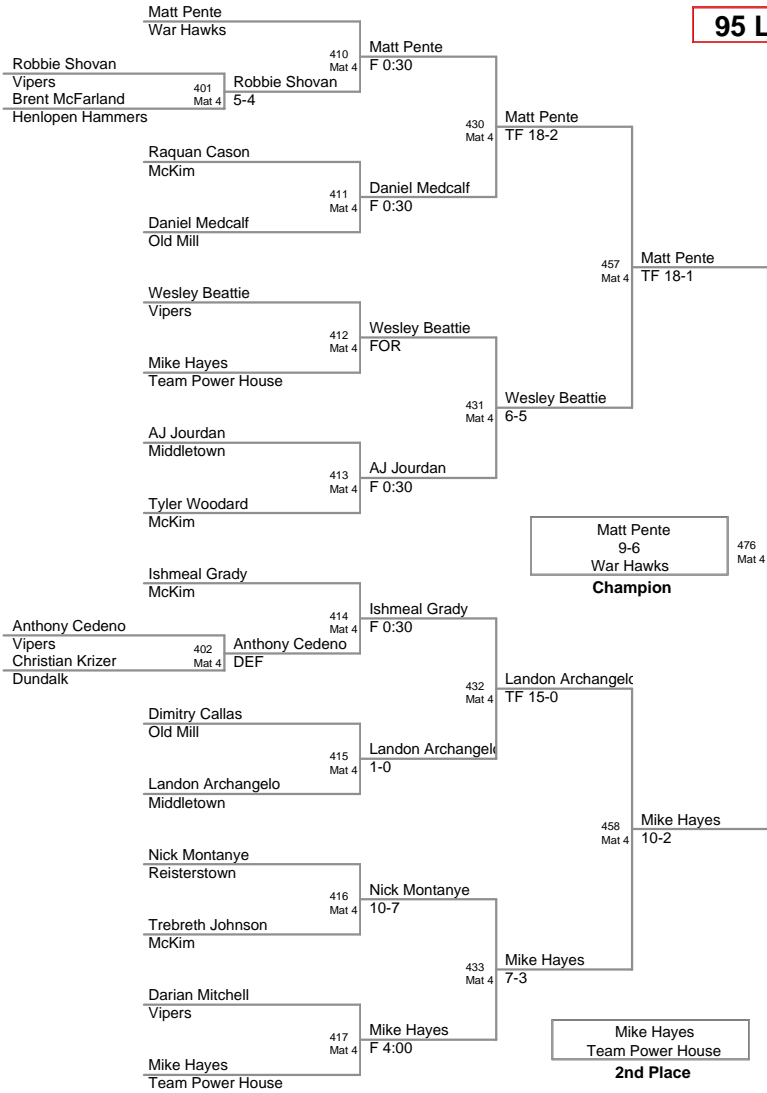 Matt Pente
War Hawks
95 L
410
Mat 4
Matt Pente
F 0:30
Robbie Shovan
Vipers
401
Mat 4
Robbie Shovan
5-4
Brent McFarland
Henlopen Hammers
430
Mat 4
Matt Pente
TF 18-2
Raquan Cason
McKim
411
Mat 4
Daniel Medcalf
F 0:30
Daniel Medcalf
Old Mill
457
Mat 4
Matt Pente
TF 18-1
Wesley Beattie
Vipers
412
Mat 4
Wesley Beattie
FOR
Mike Hayes
Team Power House
431
Mat 4
Wesley Beattie
6-5
AJ Jourdan
Middletown
413
Mat 4
AJ Jourdan
F 0:30
Tyler Woodard
McKim
Matt Pente
9-6
War Hawks
Champion
476
Mat 4
Ishmeal Grady
McKim
414
Mat 4
Ishmeal Grady
F 0:30
Anthony Cedeno
Vipers
402
Mat 4
Anthony Cedeno
DEF
Christian Krizer
Dundalk
432
Mat 4
Landon Archangelo
TF 15-0
Dimitry Callas
Old Mill
415
Mat 4
Landon Archangelo
1-0
Landon Archangelo
Middletown
458
Mat 4
Mike Hayes
10-2
Nick Montanye
Reisterstown
416
Mat 4
Nick Montanye
10-7
Trebreth Johnson
McKim
433
Mat 4
Mike Hayes
7-3
Darian Mitchell
Vipers
417
Mat 4
Mike Hayes
F 4:00
Mike Hayes
Team Power House
Mike Hayes
Team Power House
2nd Place